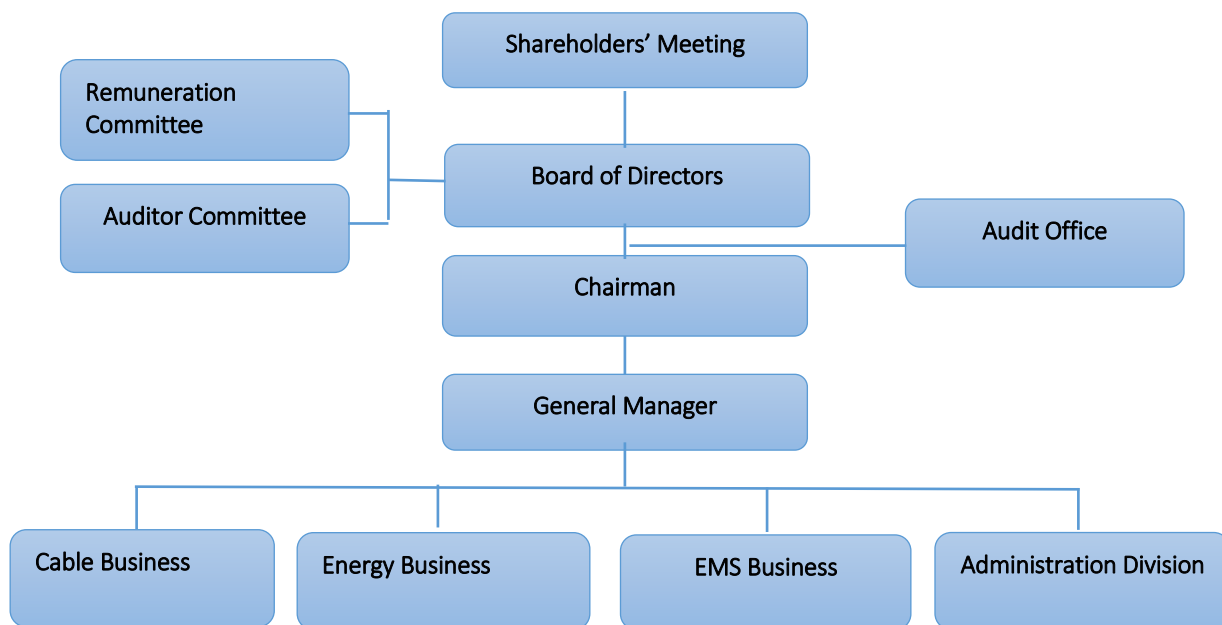 Shareholders’ Meeting
Remuneration
Committee
Board of Directors
Auditor Committee
Audit Office
Chairman
General Manager
Cable Business
Energy Business
EMS Business
Administration Division